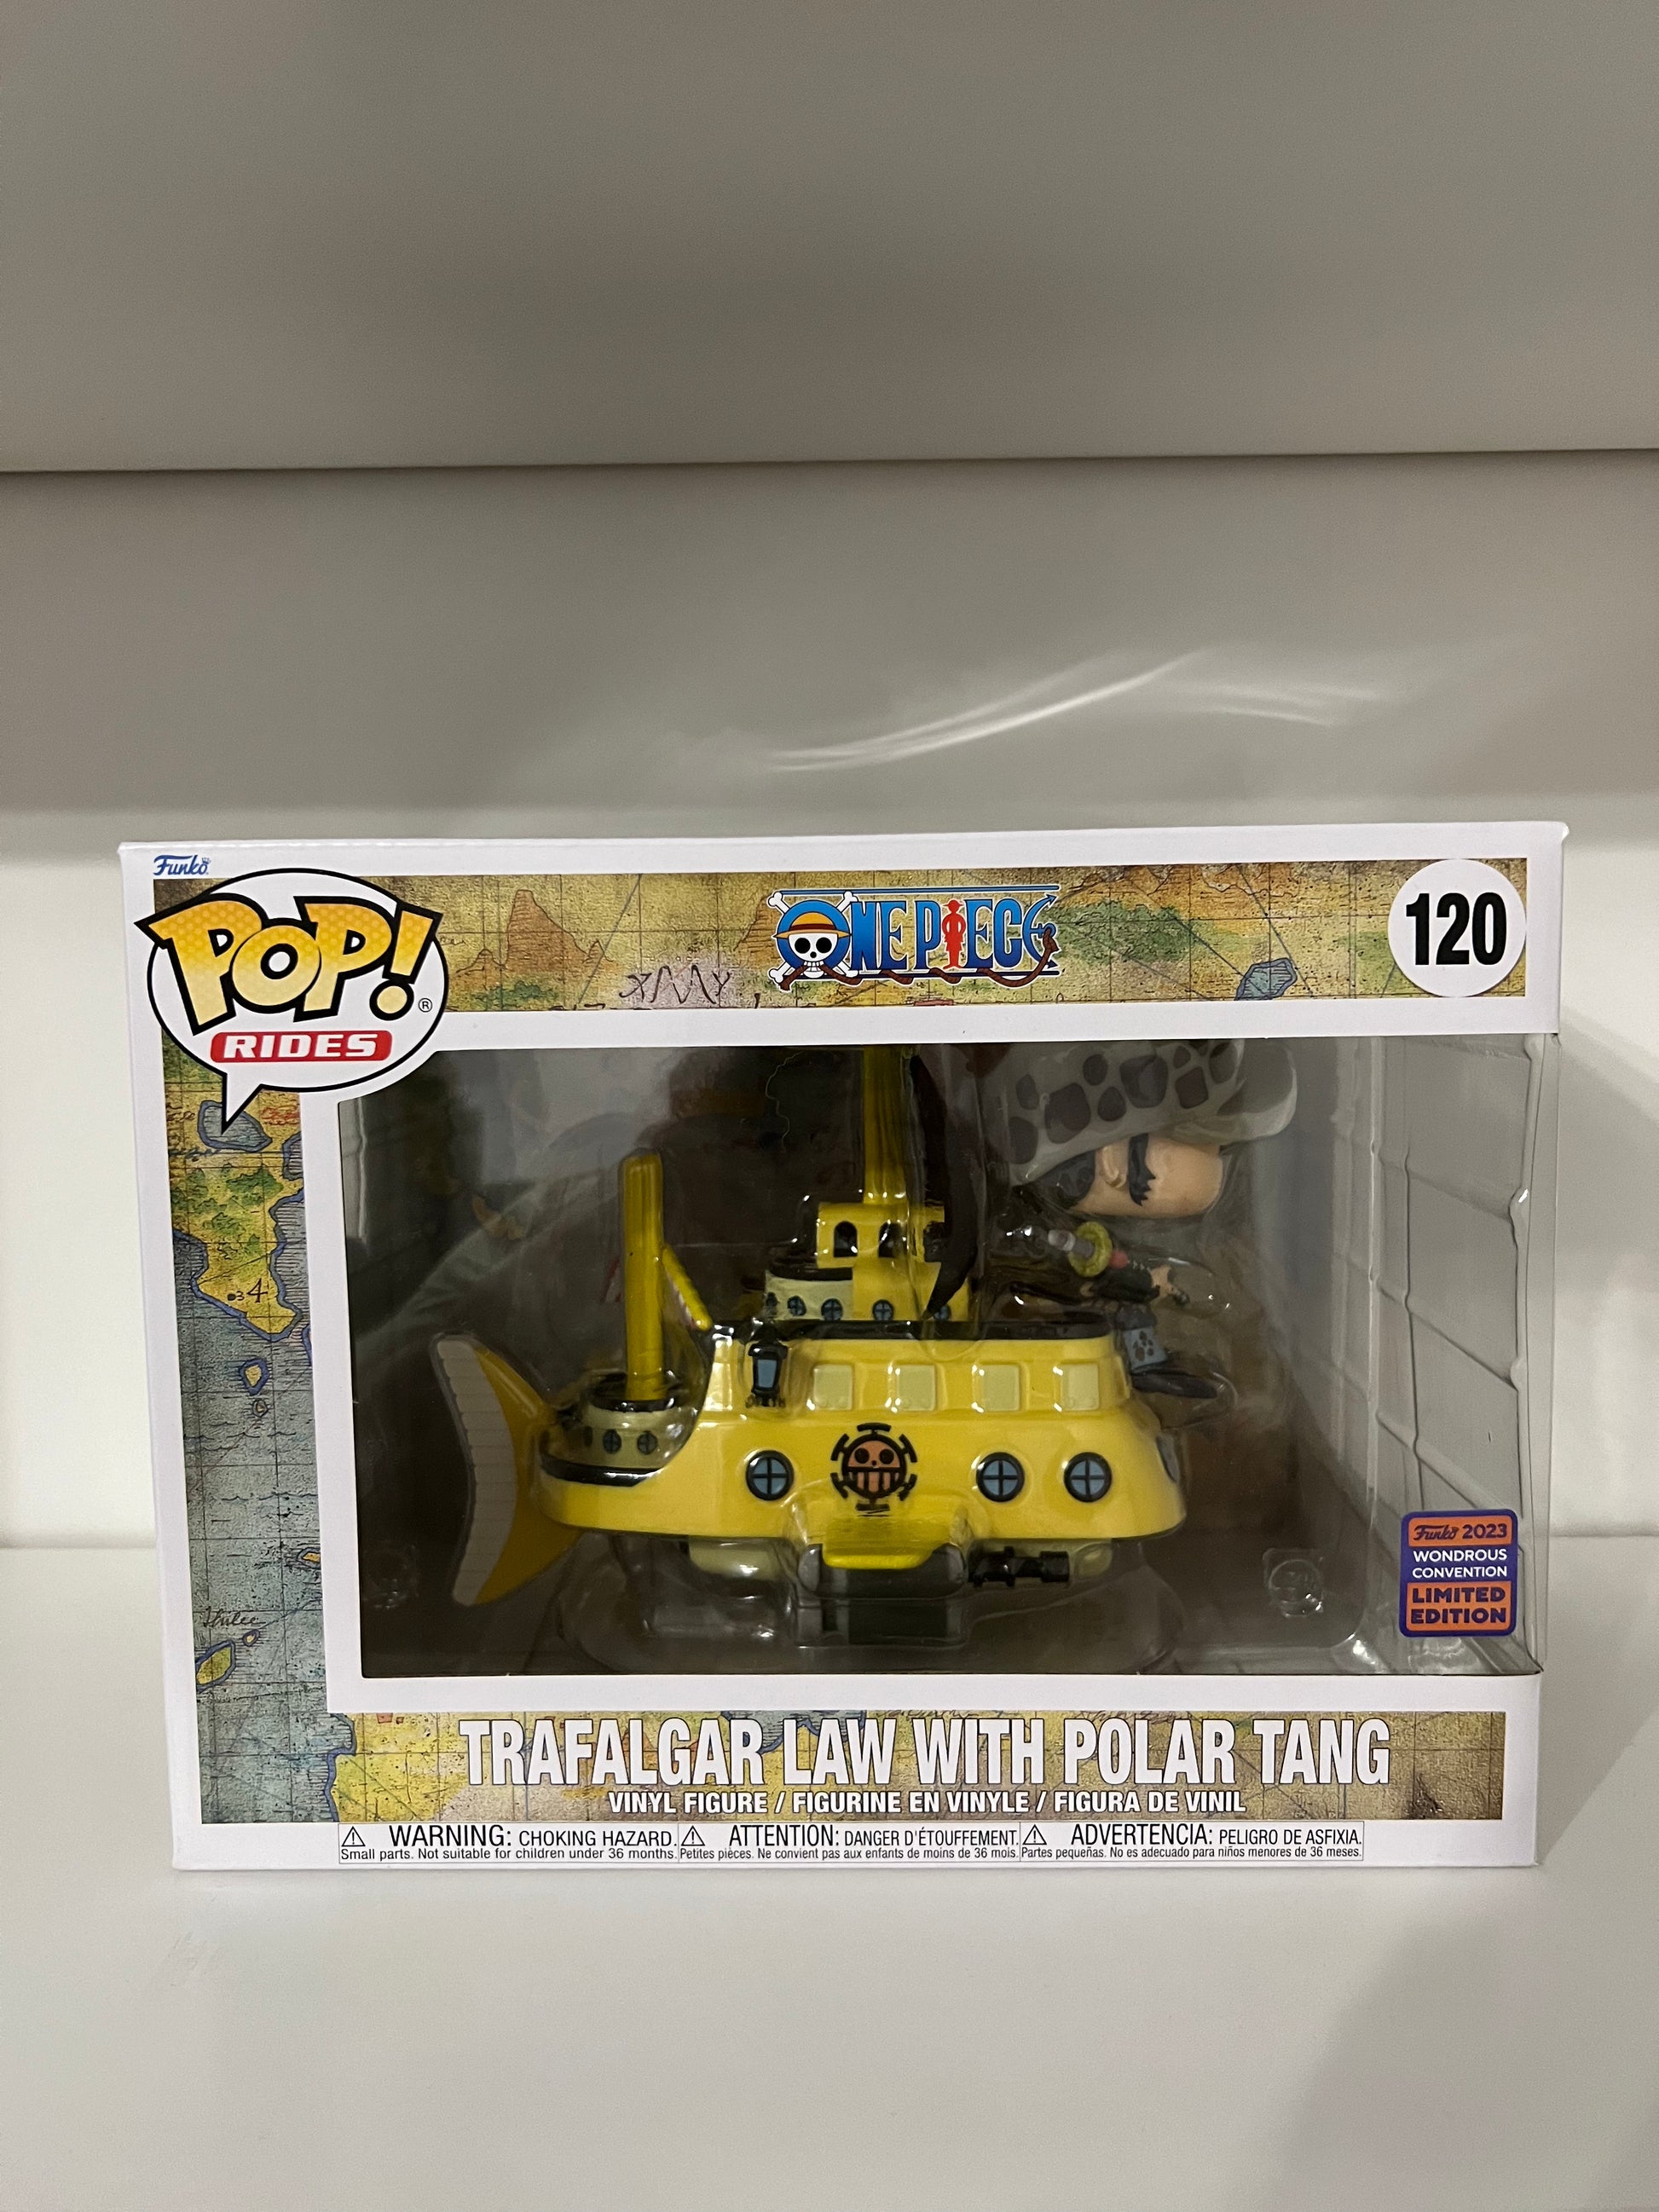 Funko
POP!®
RIDES
ONE PIECE
120
34
Thulee
DEATH
Funko 2023
WONDROUS
CONVENTION
LIMITED
EDITION
TRAFALGAR LAW WITH POLAR TANG
VINYL FIGURE / FIGURINE EN VINYLE / FIGURA DE VINIL
WARNING: CHOKING HAZARD.
Small parts. Not suitable for children under 36 months.
ATTENTION: DANGER D'ÉTOUFFEMENT.
Petites pièces. Ne convient pas aux enfants de moins de 36 mois.
ADVERTENCIA: PELIGRO DE ASFIXIA.
Partes pequeñas. No es adecuado para niños menores de 36 meses.